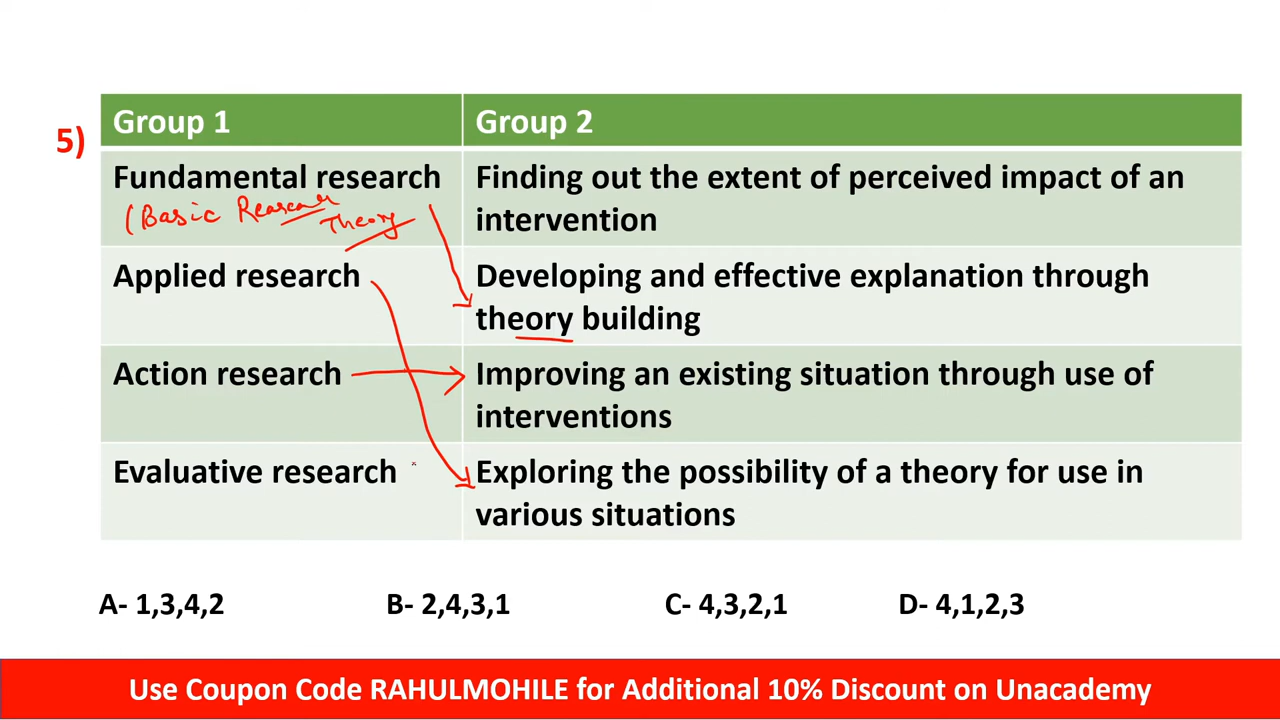 Group 1
Group 2
5)
Fundamental research
Finding out the extent of perceived impact of an
intervention
(Basic Research
Theory
Applied research
Developing and effective explanation through
theory building
Action research
Improving an existing situation through use of
interventions
Evaluative research
Exploring the possibility of a theory for use in
various situations
A- 1,3,4,2
B- 2,4,3,1
C- 4,3,2,1
D- 4,1,2,3
Use Coupon Code RAHULMOHILE for Additional 10% Discount on Unacademy